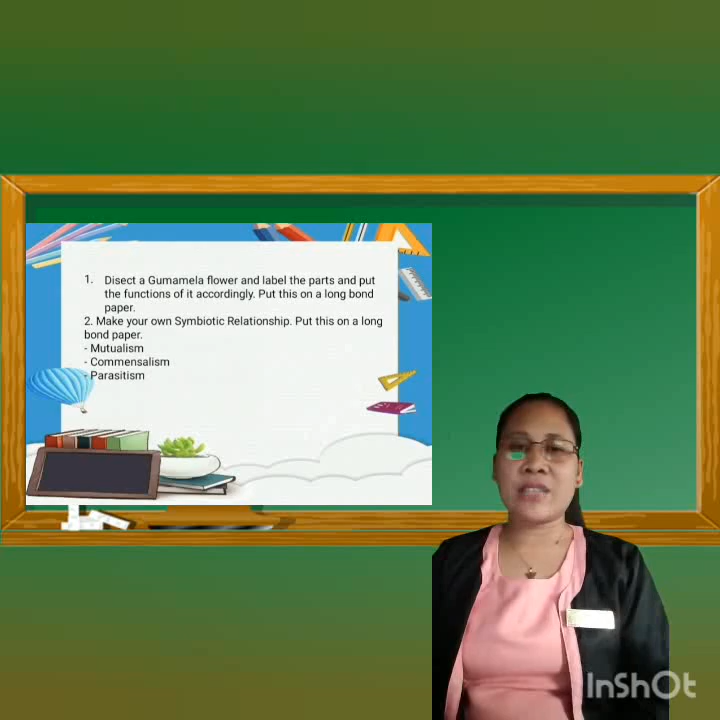 1. Disect a Gumamela flower and label the parts and put
the functions of it accordingly. Put this on a long bond
paper.
2. Make your own Symbiotic Relationship. Put this on a long
bond paper.
- Mutualism
- Commensalism
- Parasitism
InShOt